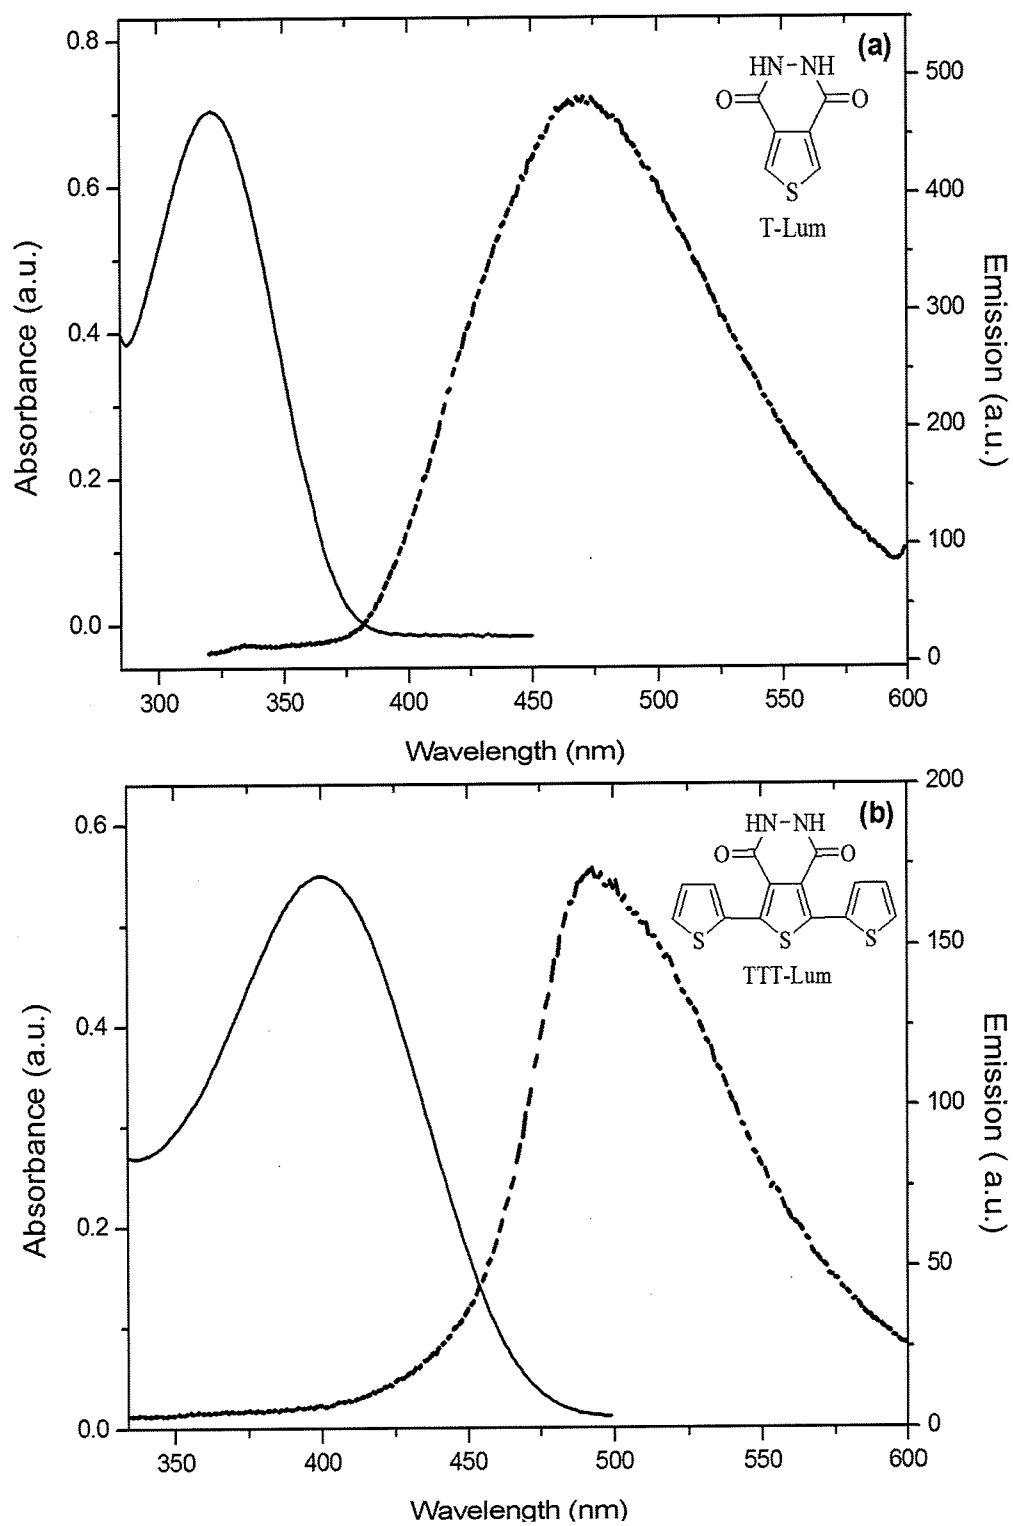 (a)
HN-NH
O O
S
T-Lum
0.8
0.6
0.4
0.2
0.0
Absorbance (a.u.)
500
400
300
200
100
0
Emission (a.u.)
300 350 400 450 500 550 600
Wavelength (nm)
(b)
HN-NH
O O
S S S
TTT-Lum
0.6
0.4
0.2
0.0
Absorbance (a.u.)
200
150
100
50
0
Emission ( a.u.)
350 400 450 500 550 600
Wavelength (nm)